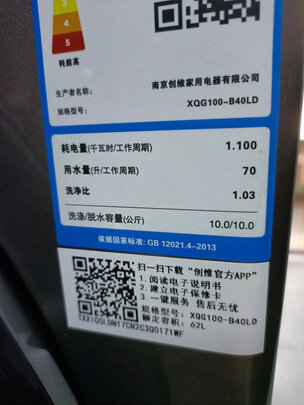 3
4
5
耗能高
生产者名称： 南京创维家用电器有限公司
规格型号： XQG100-B40LD
耗电量(千瓦时/工作周期) 1.100
用水量(升/工作周期) 70
洗净比 1.03
洗涤/脱水容量(公斤) 10.0/10.0
依据国家标准: GB 12021.4-2013
扫一扫下载“创维官方APP”
1. 阅读电子说明书
2. 速立电子保修卡
3. 一键服务 售后无忧
规格型号: XQG100-B40LD
额定容积: 62L